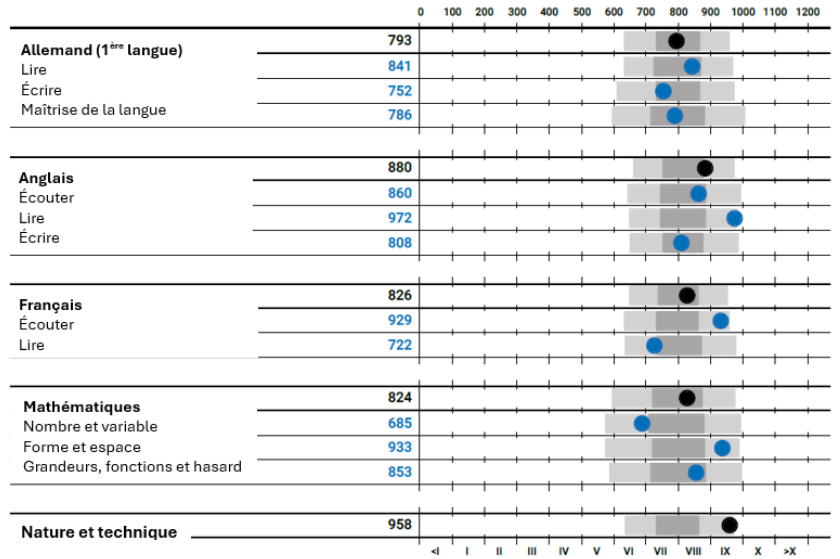 0 100 200 300 400 500 600 700 800 900 1000 1100 1200
Allemand (1ère langue) 793
Lire 841
Écrire 752
Maîtrise de la langue 786
Anglais 880
Écouter 860
Lire 972
Écrire 808
Français 826
Écouter 929
Lire 722
Mathématiques 824
Nombre et variable 685
Forme et espace 933
Grandeurs, fonctions et hasard 853
Nature et technique 958
<I I II III IV V VI VII VIII IX X >X